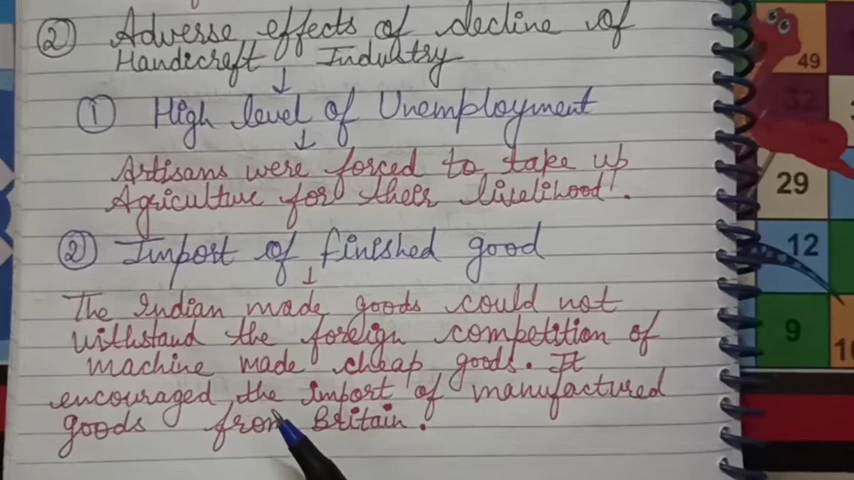 ② Adverse effects of decline of
Handicraft Industry
↓
① High level of Unemployment
↓
Artisans were forced to take up
Agriculture for their livelihood.
② Import of finished good
↓
The Indian made goods could not
withstand the foreign competition of
machine made cheap goods. It
encouraged the import of manufactured
goods from Britain.
49
32
29
12
9
10